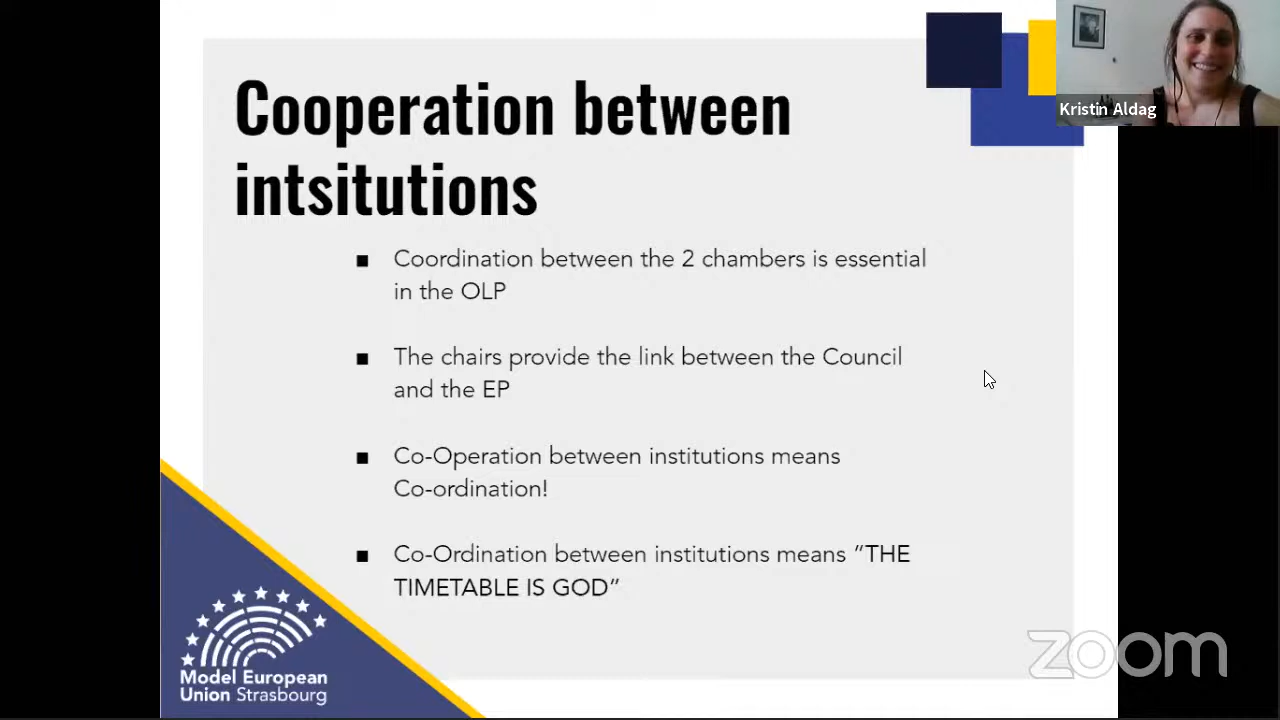 Cooperation between
intsitutions
Kristin Aldag
■ Coordination between the 2 chambers is essential
in the OLP
■ The chairs provide the link between the Council
and the EP
■ Co-Operation between institutions means
Co-ordination!
■ Co-Ordination between institutions means “THE
TIMETABLE IS GOD”
Model European
Union Strasbourg
zoom